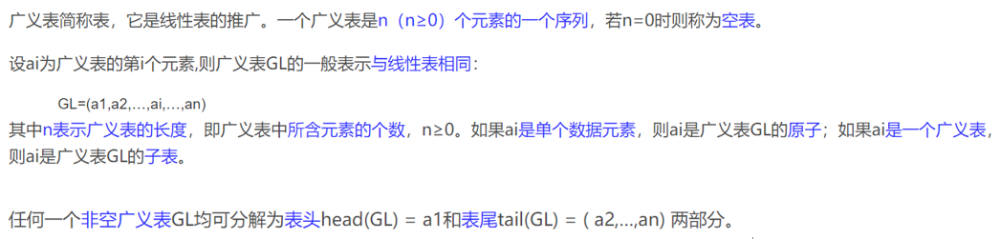 广义表简称表，它是线性表的推广。一个广义表是n（n≥0）个元素的一个序列，若n=0时则称为空表。
设ai为广义表的第i个元素,则广义表GL的一般表示与线性表相同：
GL=(a1,a2,…,ai,…,an)
其中n表示广义表的长度，即广义表中所含元素的个数，n≥0。如果ai是单个数据元素，则ai是广义表GL的原子；如果ai是一个广义表，
则ai是广义表GL的子表。
任何一个非空广义表GL均可分解为表头head(GL) = a1和表尾tail(GL) = ( a2,…,an) 两部分。